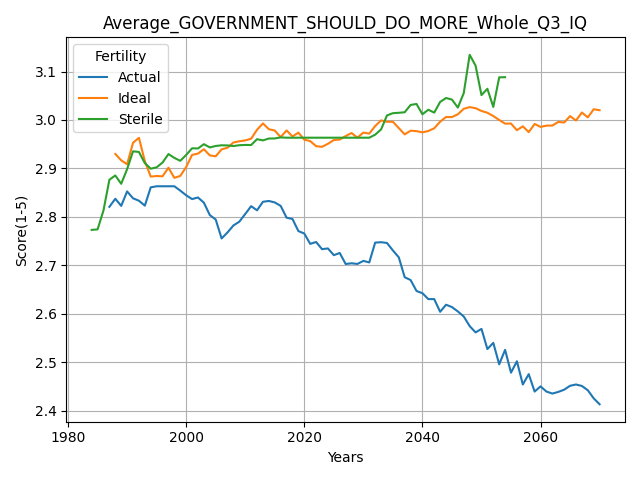 Average_GOVERNMENT_SHOULD_DO_MORE_Whole_Q3_IQ
Fertility
Actual
Ideal
Sterile
Score(1-5)
3.1
3.0
2.9
2.8
2.7
2.6
2.5
2.4
1980
2000
2020
2040
2060
Years